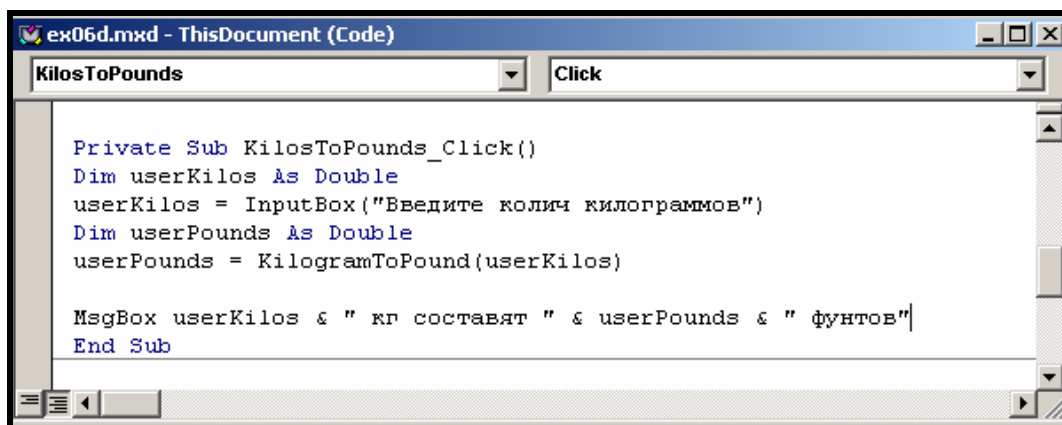 ex06d.mxd - ThisDocument (Code)
KilosToPounds Click
Private Sub KilosToPounds_Click()
Dim userKilos As Double
userKilos = InputBox("Введите колич килограммов")
Dim userPounds As Double
userPounds = KilogramToPound(userKilos)
MsgBox userKilos & " кг составят " & userPounds & " фунтов"
End Sub